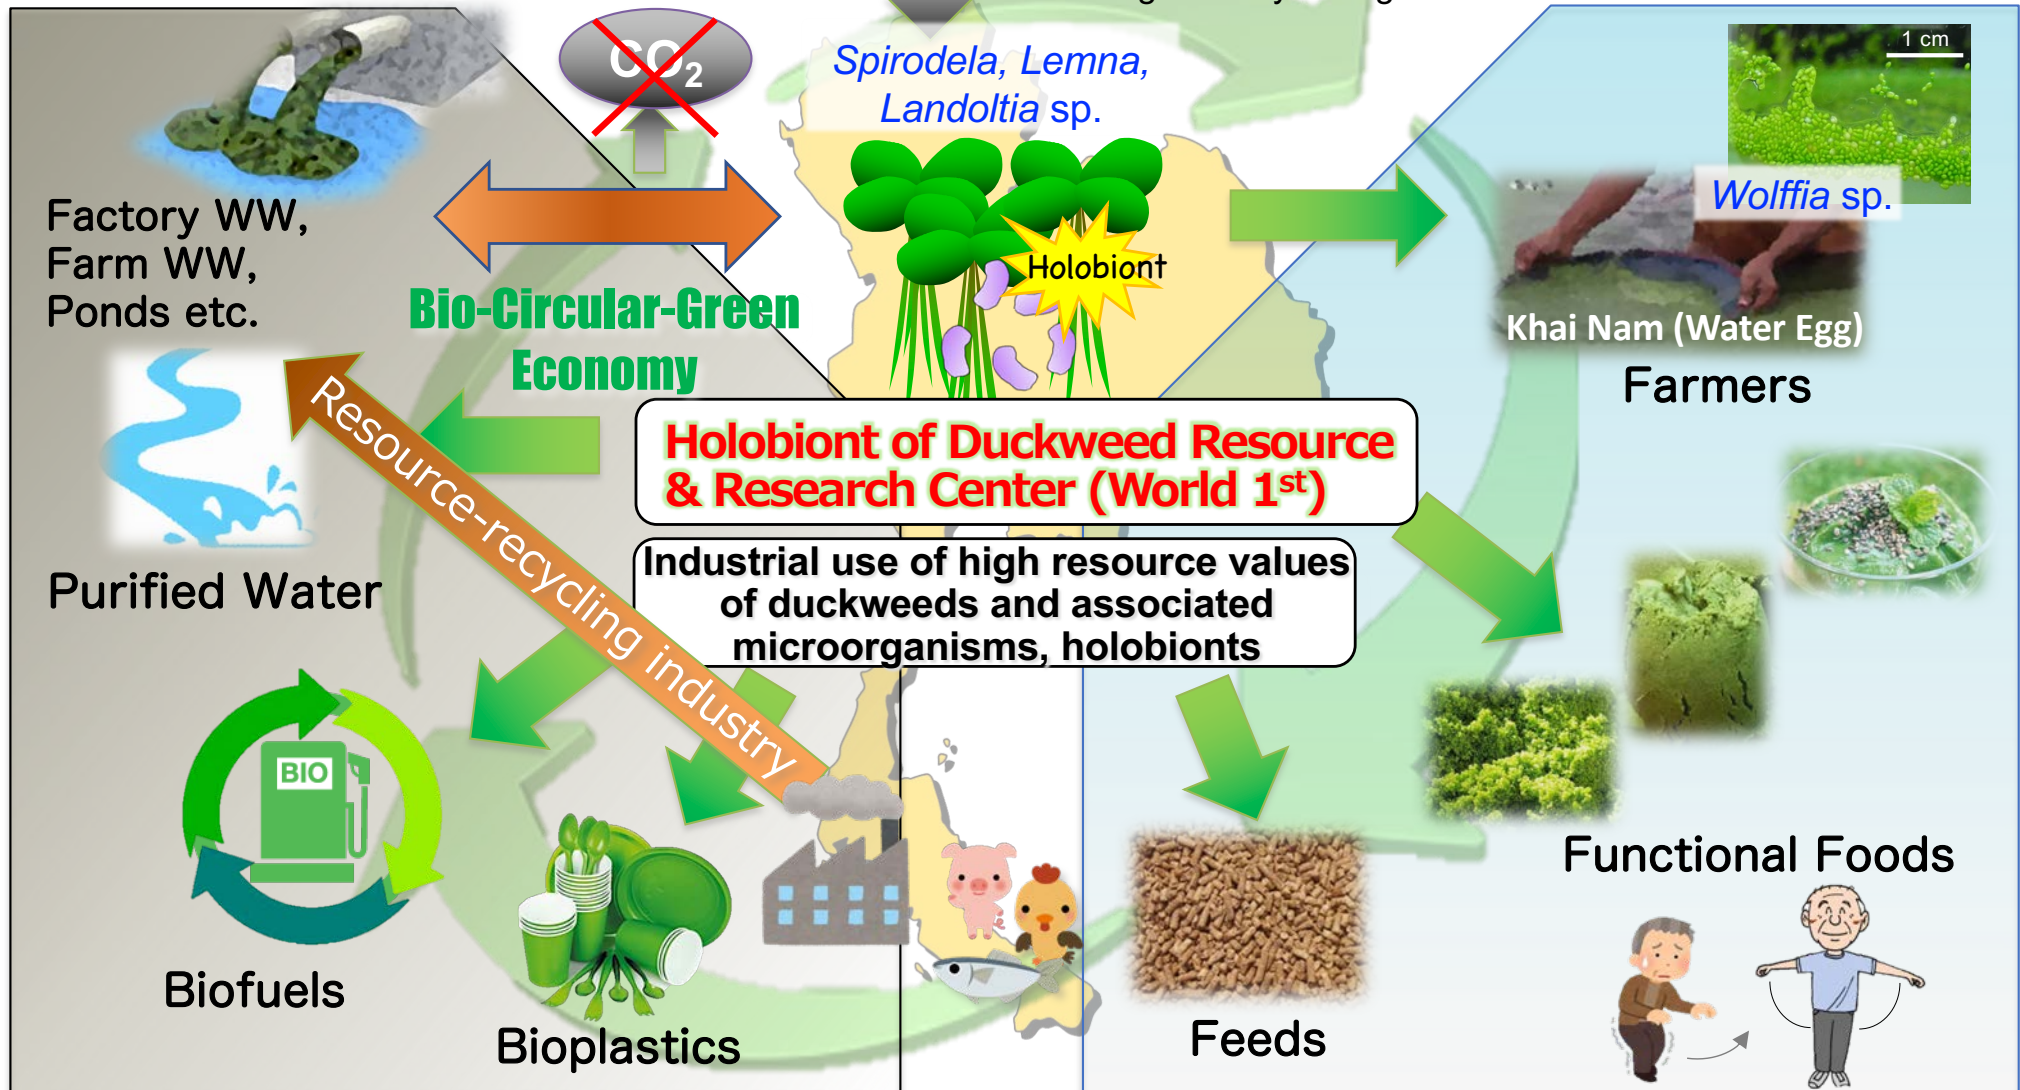 CO2
Spirodela, Lemna,
Landoltia sp.
1 cm
Wolffia sp.
Factory WW,
Farm WW,
Ponds etc.
Holobiont
Khai Nam (Water Egg)
Farmers
Bio-Circular-Green
Economy
Resource-recycling industry
Holobiont of Duckweed Resource
& Research Center (World 1st)
Purified Water
Industrial use of high resource values
of duckweeds and associated
microorganisms, holobionts
BIO
Functional Foods
Biofuels
Bioplastics
Feeds